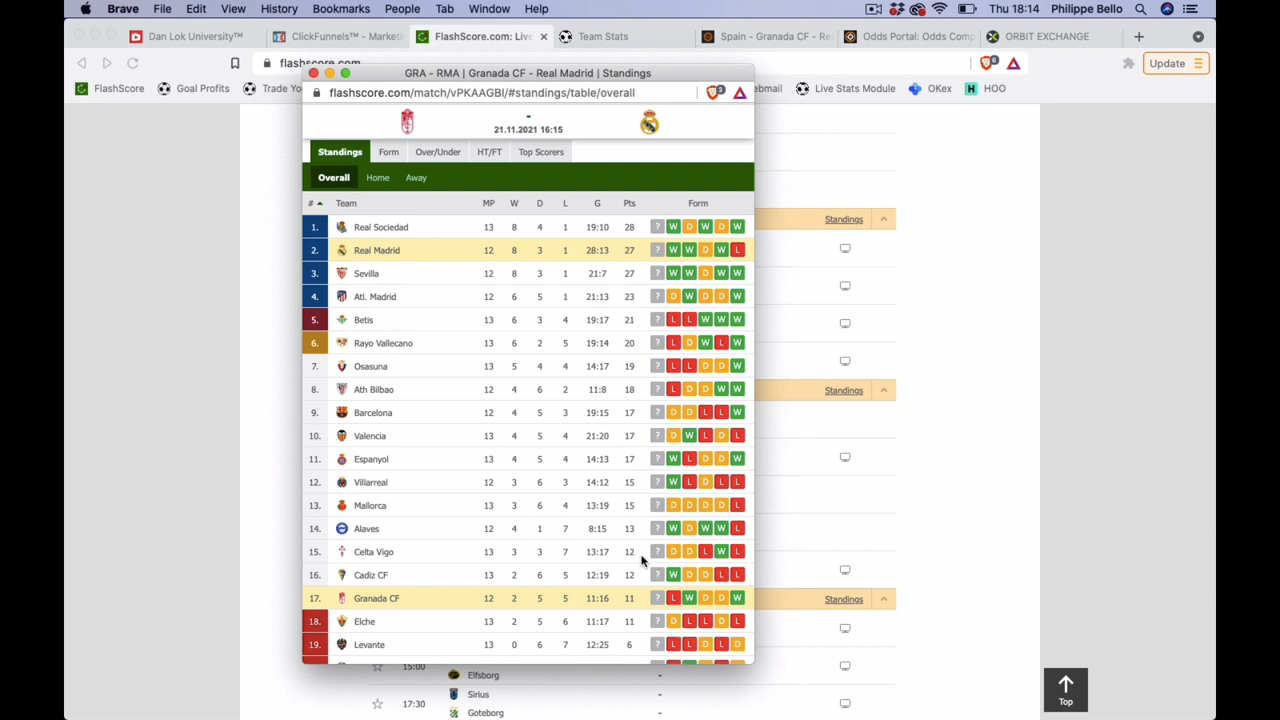 Brave File Edit View History Bookmarks People Tab Window Help Thu 18:14 Philippe Bello
Dan Lok University™ ClickFunnels™ - Marketi FlashScore.com: Live Team Stats Spain - Granada CF - Re Odds Portal: Odds Comp ORBIT EXCHANGE
flashscore.com Update
FlashScore Goal Profits Trade Yo ebmail Live Stats Module OKex HOO
GRA - RMA | Granada CF - Real Madrid | Standings
flashscore.com/match/vPKAAGBI/#standings/table/overall
-
21.11.2021 16:15
Standings Form Over/Under HT/FT Top Scorers
Overall Home Away
# Team MP W D L G Pts Form
1. Real Sociedad 13 8 4 1 19:10 28 ? W D W D W
2. Real Madrid 12 8 3 1 28:13 27 ? W W D W L
3. Sevilla 12 8 3 1 21:7 27 ? W W D W W
4. Atl. Madrid 12 6 5 1 21:13 23 ? D W D D W
5. Betis 13 6 3 4 19:17 21 ? L L W W W
6. Rayo Vallecano 13 6 2 5 19:14 20 ? L D W L W
7. Osasuna 13 5 4 4 14:17 19 ? L L D D W
8. Ath Bilbao 12 4 6 2 11:8 18 ? L D D W W
9. Barcelona 12 4 5 3 19:15 17 ? D D L L W
10. Valencia 13 4 5 4 21:20 17 ? D W L D L
11. Espanyol 13 4 5 4 14:13 17 ? W L D D W
12. Villarreal 12 3 6 3 14:12 15 ? W L D L L
13. Mallorca 13 3 6 4 13:19 15 ? D D D D L
14. Alaves 12 4 1 7 8:15 13 ? W D W W L
15. Celta Vigo 13 3 3 7 13:17 12 ? D D L W L
16. Cadiz CF 13 2 6 5 12:19 12 ? W D D L L
17. Granada CF 12 2 5 5 11:16 11 ? L W D D W
18. Elche 13 2 5 6 11:17 11 ? D L L D L
19. Levante 13 0 6 7 12:25 6 ? L L D L D
Standings
Standings
Standings
15:00
Elfsborg -
17:30 Sirius -
Goteborg -
Top